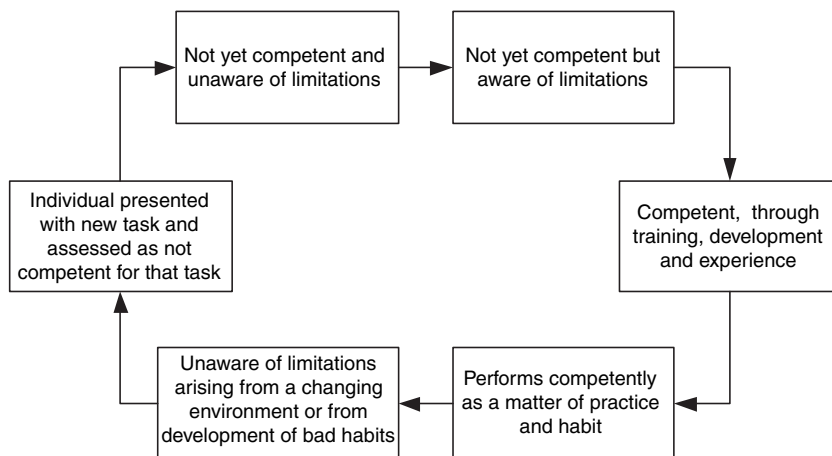 Not yet competent and
unaware of limitations
Not yet competent but
aware of limitations
Individual presented
with new task and
assessed as not
competent for that task
Competent, through
training, development
and experience
Unaware of limitations
arising from a changing
environment or from
development of bad habits
Performs competently
as a matter of practice
and habit